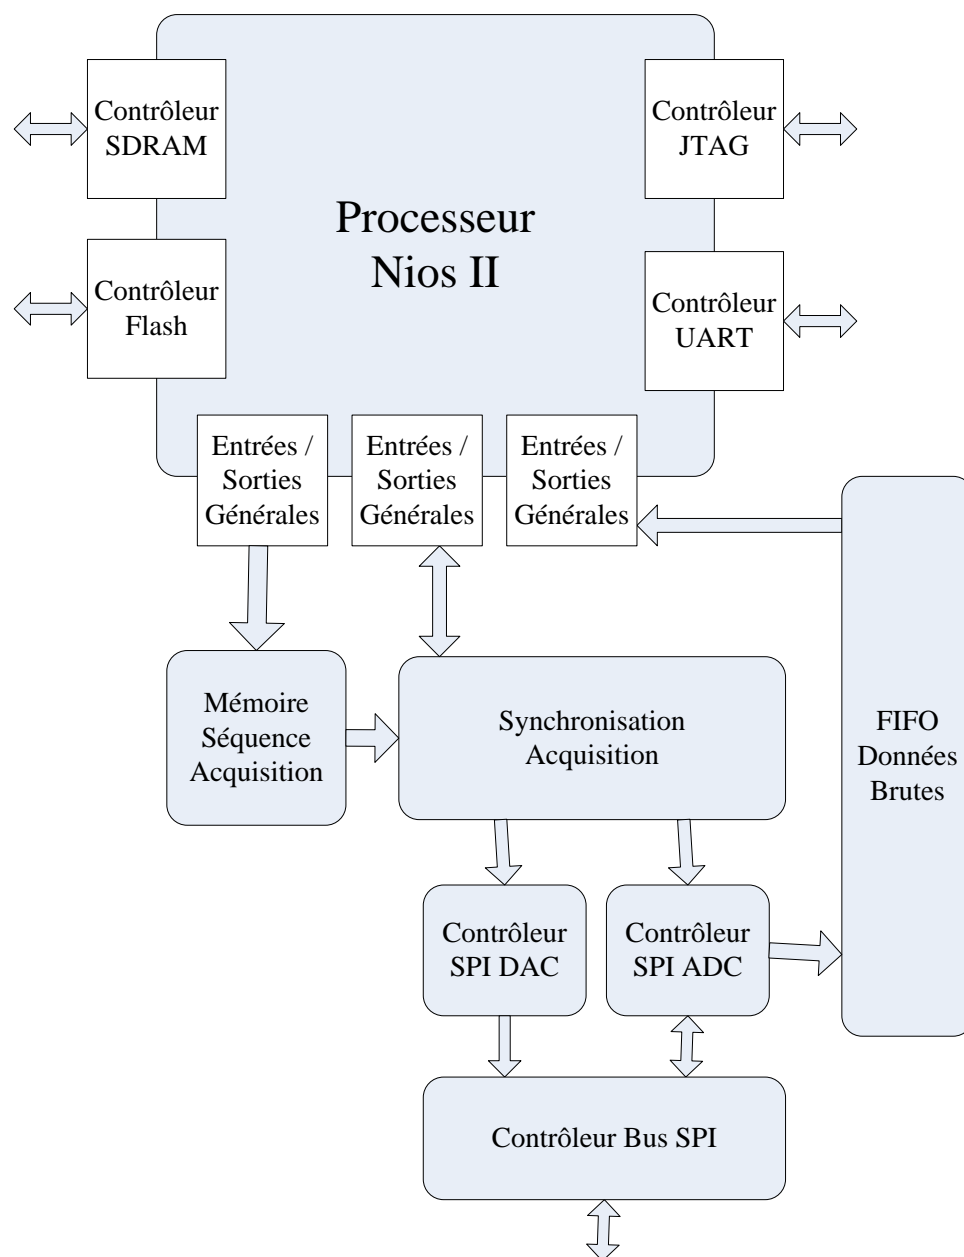 Contrôleur
SDRAM
Contrôleur
JTAG
Processeur
Nios II
Contrôleur
Flash
Contrôleur
UART
Entrées /
Sorties
Générales
Entrées /
Sorties
Générales
Entrées /
Sorties
Générales
Mémoire
Séquence
Acquisition
Synchronisation
Acquisition
FIFO
Données
Brutes
Contrôleur
SPI DAC
Contrôleur
SPI ADC
Contrôleur Bus SPI